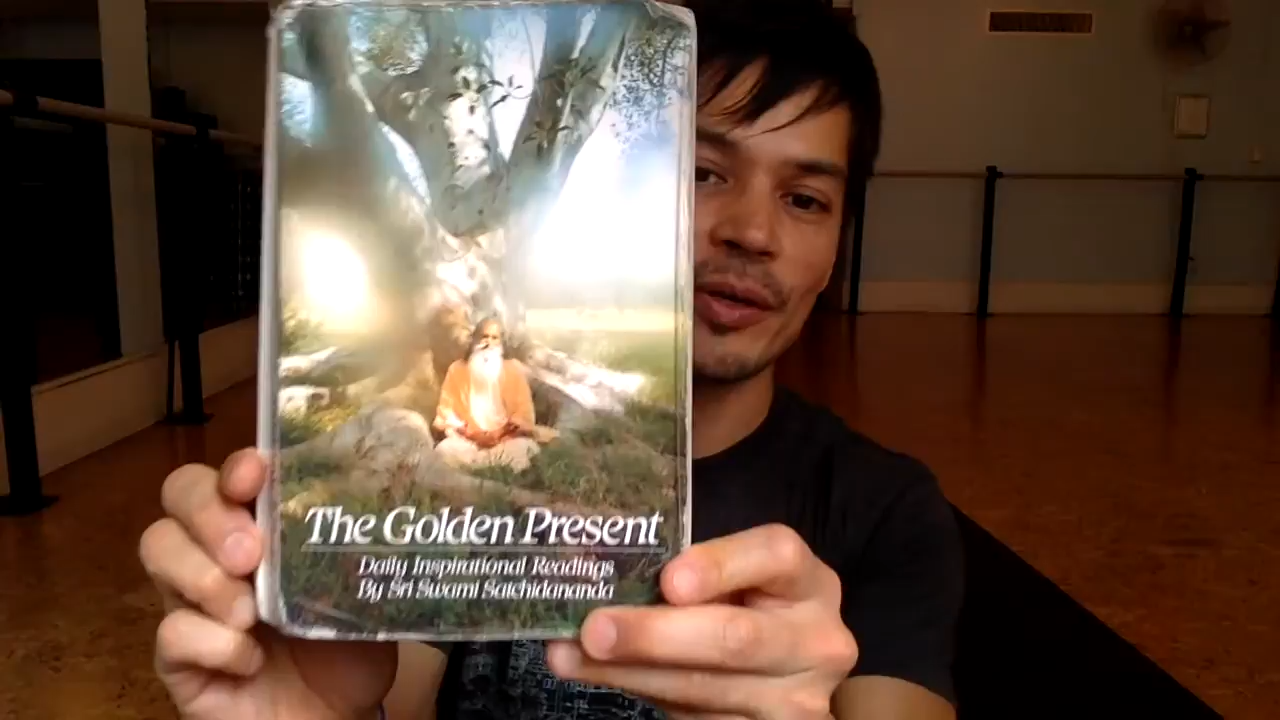 The Golden Present
Daily Inspirational Readings
By Sri Swami Satchidananda